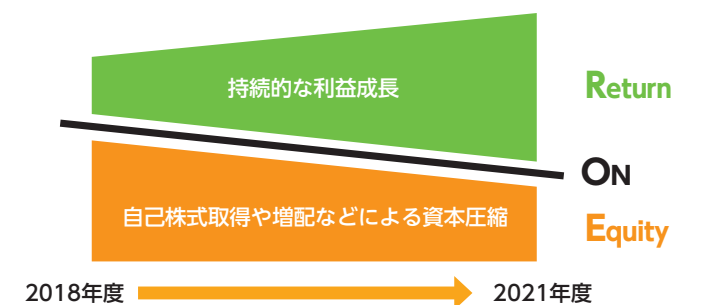 持続的な利益成長
Return
ON
自己株式取得や増配などによる資本圧縮
Equity
2018年度
2021年度